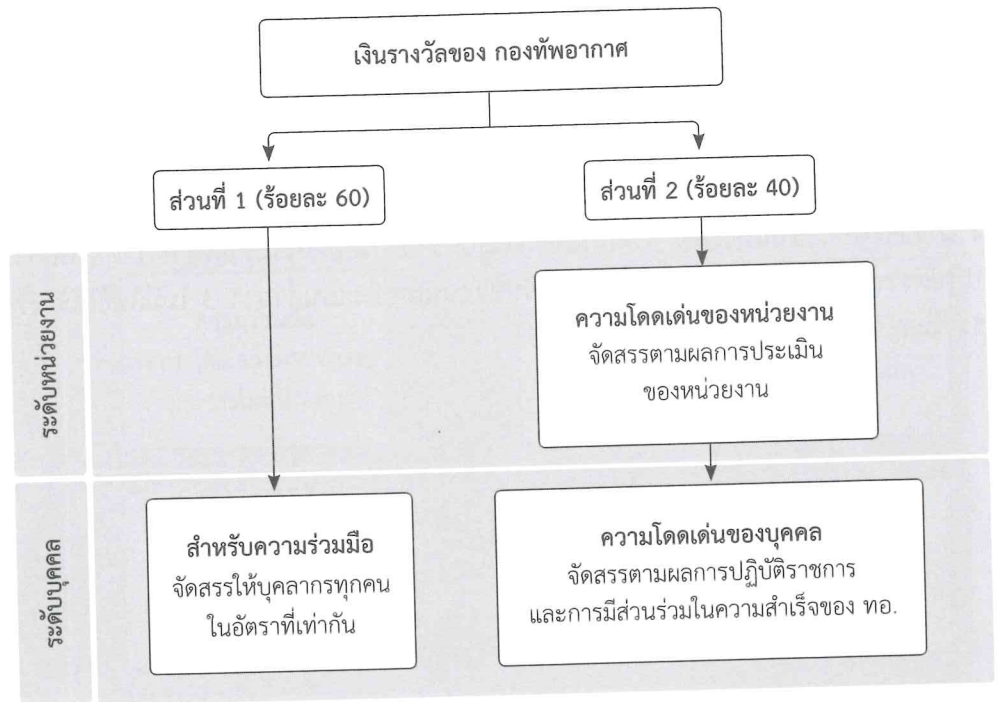 เงินรางวัลของ กองทัพอากาศ
ส่วนที่ 1 (ร้อยละ 60)
ส่วนที่ 2 (ร้อยละ 40)
ระดับหน่วยงาน
ความโดดเด่นของหน่วยงาน
จัดสรรตามผลการประเมิน
ของหน่วยงาน
ระดับบุคคล
สำหรับความร่วมมือ
จัดสรรให้บุคลากรทุกคน
ในอัตราที่เท่ากัน
ความโดดเด่นของบุคคล
จัดสรรตามผลการปฏิบัติราชการ
และการมีส่วนร่วมในความสำเร็จของ ทอ.